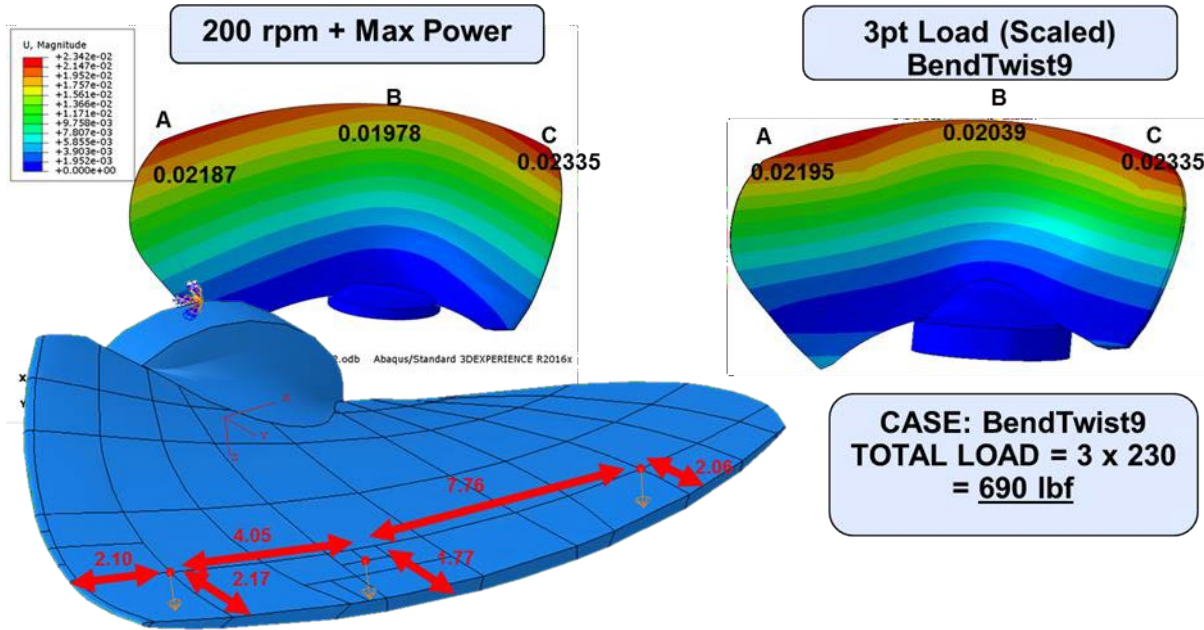 200 rpm + Max Power
3pt Load (Scaled)
BendTwist9
U, Magnitude
+2.342e-02
+2.147e-02
+1.952e-02
+1.757e-02
+1.561e-02
+1.366e-02
+1.171e-02
+9.758e-03
+7.807e-03
+5.855e-03
+3.903e-03
+1.952e-03
+0.000e+00
A
B
C
0.02187
0.01978
0.02335
A
B
C
0.02195
0.02039
0.02335
.odb Abaqus/Standard 3DEXPERIENCE R2016x
X
Y
X
Y
Z
2.10
4.05
7.76
2.06
2.17
1.77
CASE: BendTwist9
TOTAL LOAD = 3 x 230
= 690 lbf